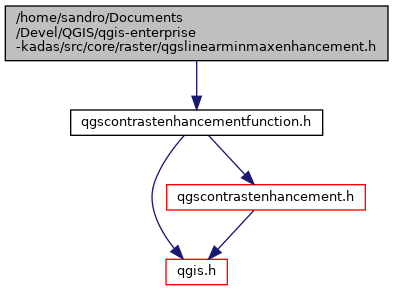 /home/sandro/Documents
/Devel/QGIS/qgis-enterprise
-kadas/src/core/raster/qgslinearminmaxenhancement.h
qgscontrastenhancementfunction.h
qgscontrastenhancement.h
qgis.h